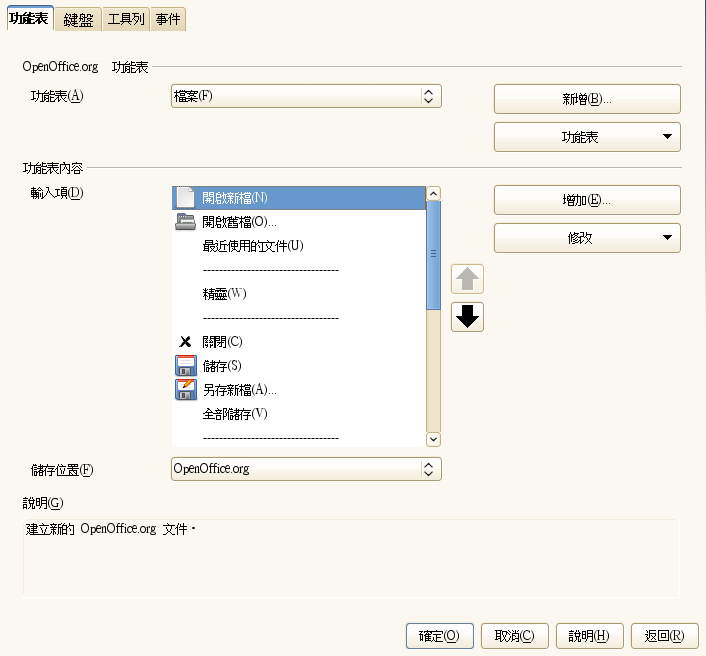 功能表 鍵盤 工具列 事件
OpenOffice.org 功能表
功能表(A) 檔案(F) 新增(B)...
功能表
功能表內容
輸入項(D) 開啟新檔(N) 增加(E)...
開啟舊檔(O)...
最近使用的文件(U) 修改
---------------------------------
精靈(W)
---------------------------------
關閉(C)
儲存(S)
另存新檔(A)...
全部儲存(V)
---------------------------------
儲存位置(F) OpenOffice.org
說明(G)
建立新的 OpenOffice.org 文件。
確定(O) 取消(C) 說明(H) 返回(R)